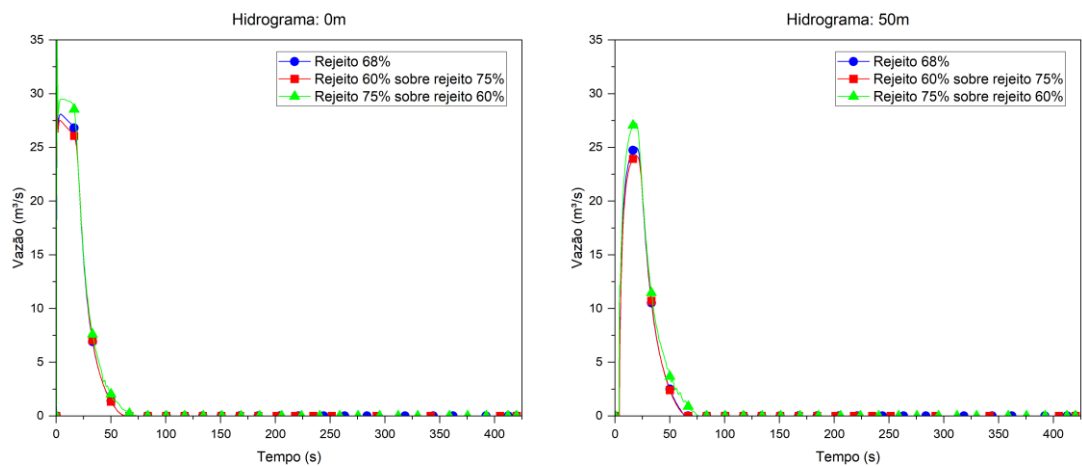 Hidrograma: 0m
35
30
25
20
15
10
5
0
Vazão (m³/s)
Rejeito 68%
Rejeito 60% sobre rejeito 75%
Rejeito 75% sobre rejeito 60%
0 50 100 150 200 250 300 350 400
Tempo (s)
Hidrograma: 50m
35
30
25
20
15
10
5
0
Vazão (m³/s)
Rejeito 68%
Rejeito 60% sobre rejeito 75%
Rejeito 75% sobre rejeito 60%
0 50 100 150 200 250 300 350 400
Tempo (s)